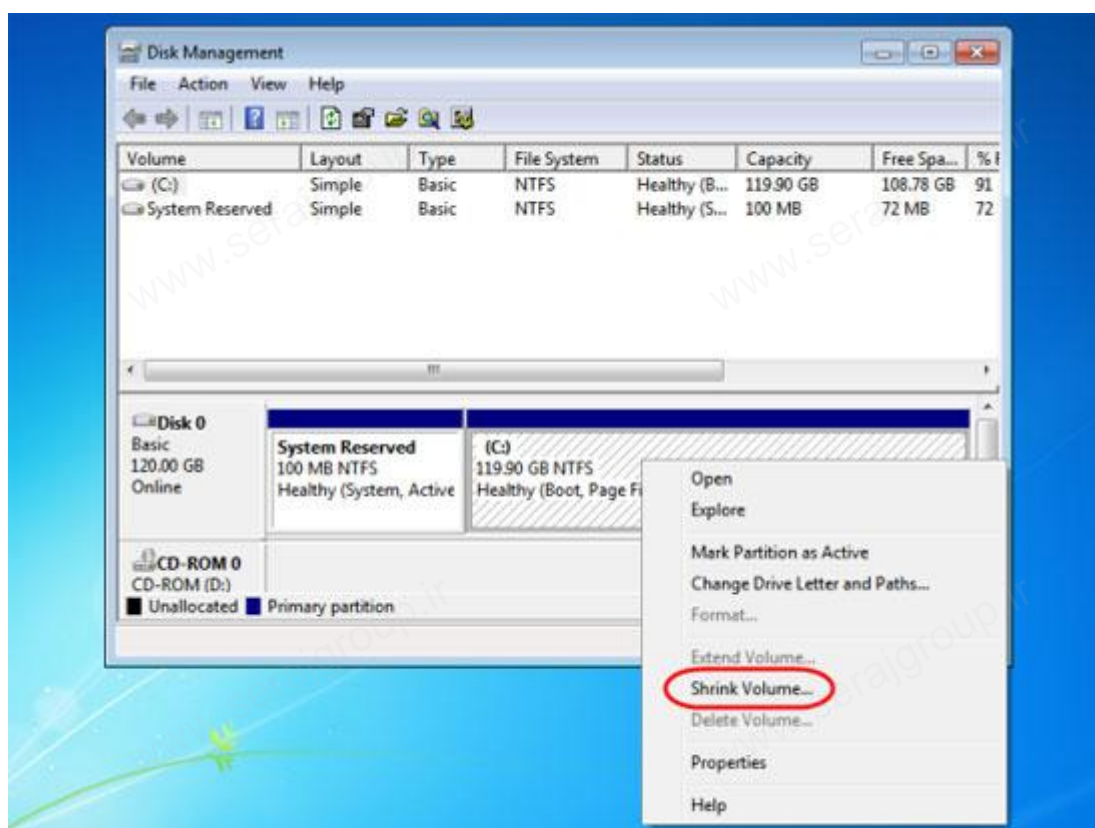 Disk Management
File Action View Help
Volume Layout Type File System Status Capacity Free Spa... %
(C:) Simple Basic NTFS Healthy (B... 119.90 GB 108.78 GB 91
System Reserved Simple Basic NTFS Healthy (S... 100 MB 72 MB 72
Disk 0
Basic
120.00 GB
Online
System Reserved
100 MB NTFS
Healthy (System, Active
(C:)
119.90 GB NTFS
Healthy (Boot, Page Fi
CD-ROM 0
CD-ROM (D:)
Unallocated Primary partition
Open
Explore
Mark Partition as Active
Change Drive Letter and Paths...
Format...
Extend Volume...
Shrink Volume...
Delete Volume...
Properties
Help